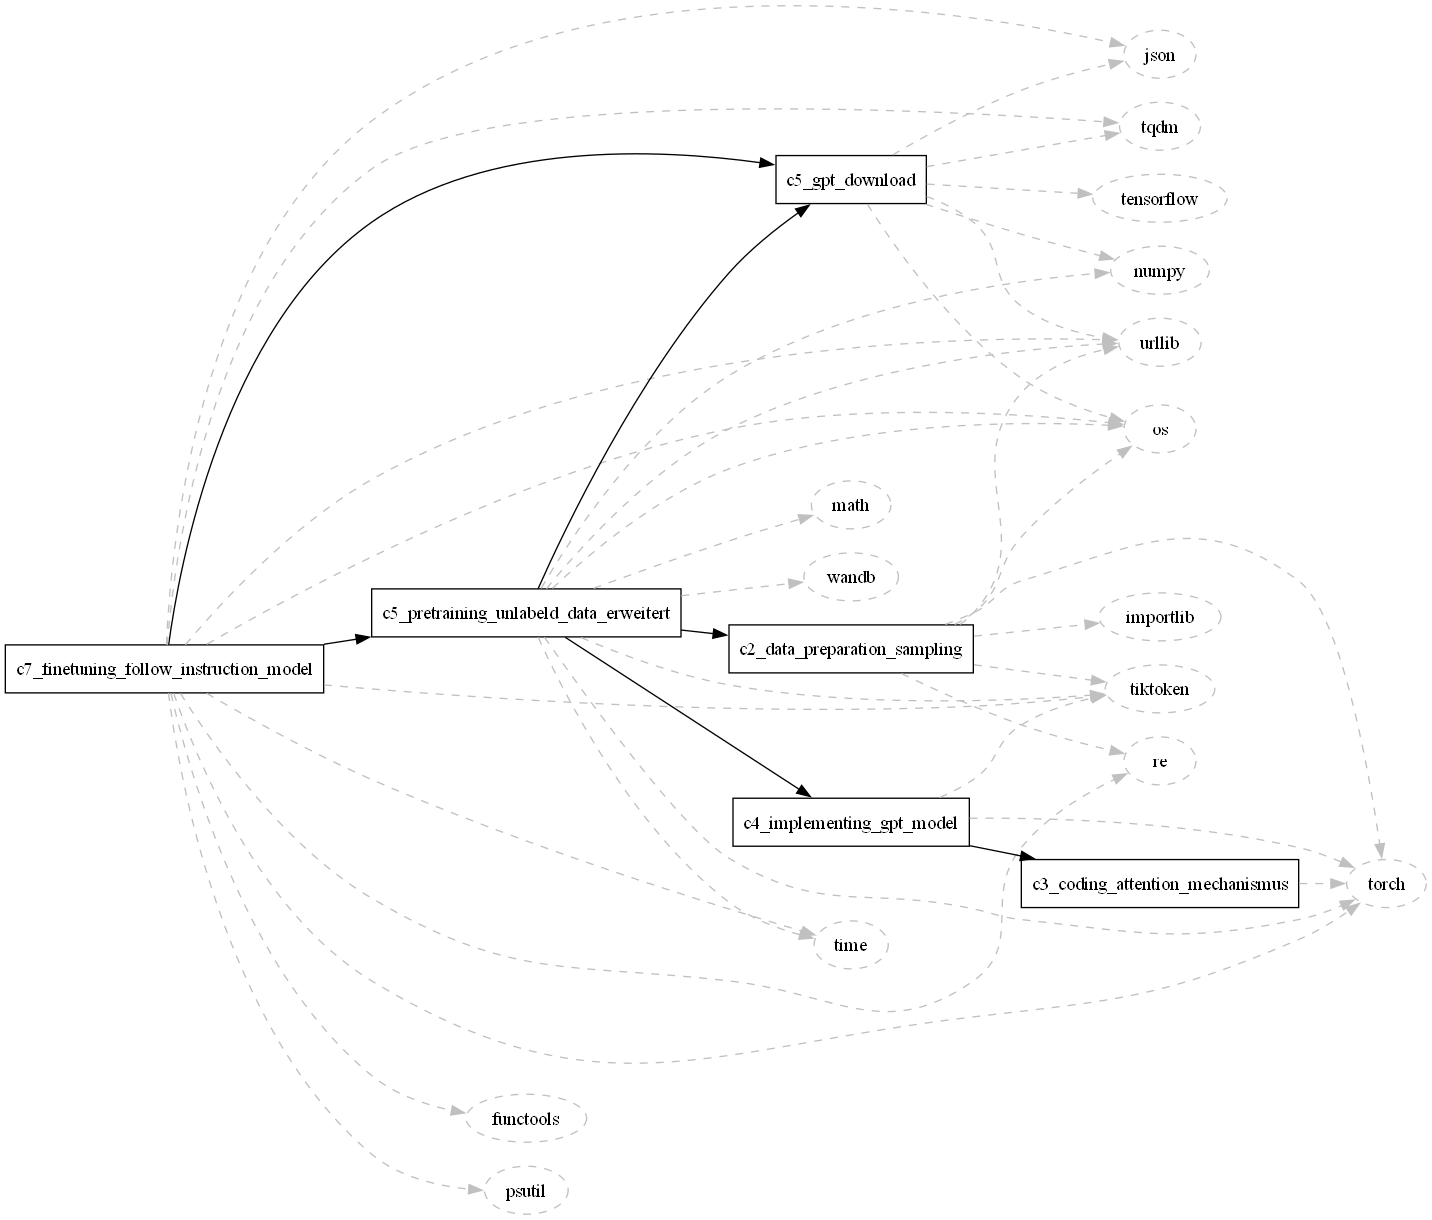 json
tqdm
c5_gpt_download
tensorflow
numpy
urllib
os
math
wandb
c5_pretraining_unlabeld_data_erweitert
importlib
c2_data_preparation_sampling
c7_finetuning_follow_instruction_model
tiktoken
re
c4_implementing_gpt_model
c3_coding_attention_mechanismus
torch
time
functools
psutil